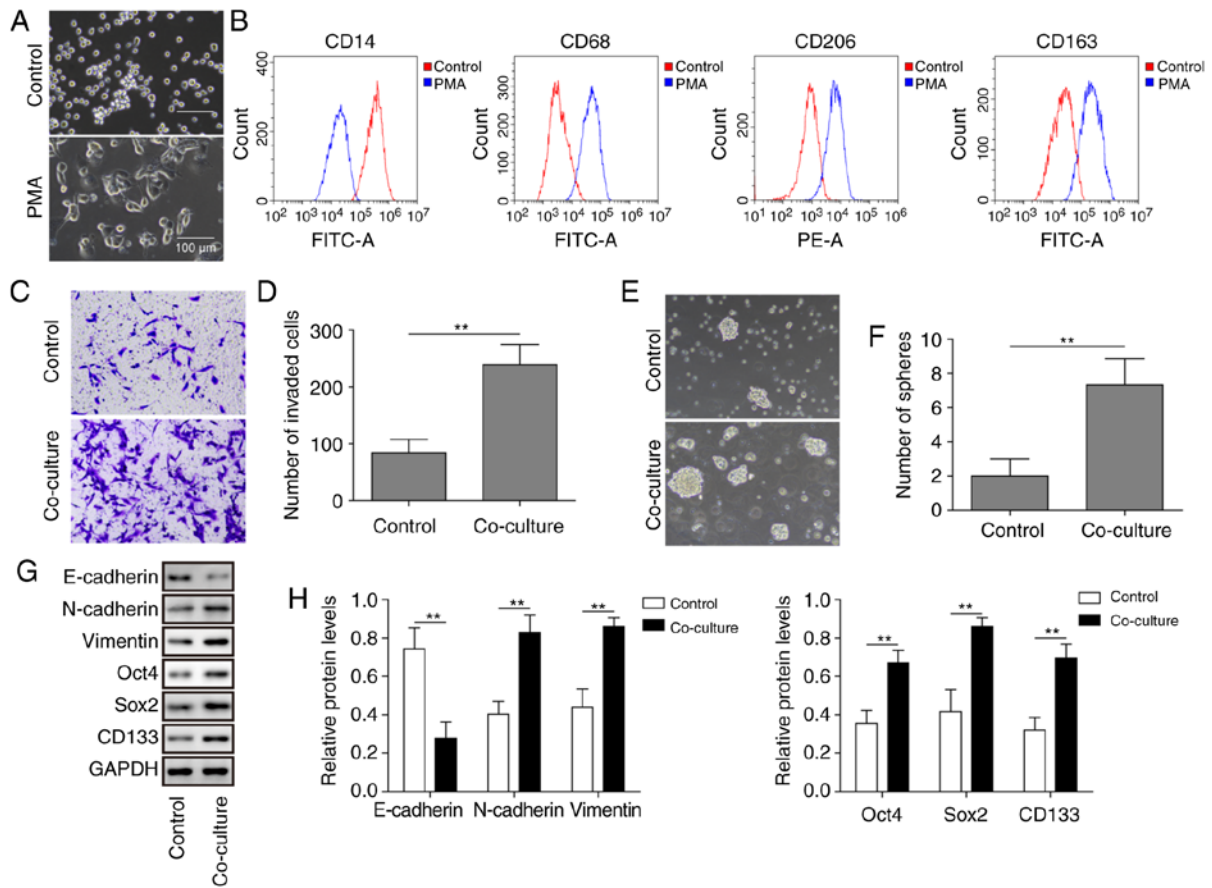 A
Control
PMA
100 µm
B
CD14
Control
PMA
Count
400
200
0
10² 10³ 10⁴ 10⁵ 10⁶ 10⁷
FITC-A
CD68
Control
PMA
Count
300
200
100
0
10² 10³ 10⁴ 10⁵ 10⁶ 10⁷
FITC-A
CD206
Control
PMA
Count
200
0
10¹ 10² 10³ 10⁴ 10⁵ 10⁶
PE-A
CD163
Control
PMA
Count
200
100
0
10² 10³ 10⁴ 10⁵ 10⁶ 10⁷
FITC-A
C
Control
Co-culture
D
Number of invaded cells
300
200
100
0
**
Control Co-culture
E
Control
Co-culture
F
Number of spheres
10
8
6
4
2
0
**
Control Co-culture
G
E-cadherin
N-cadherin
Vimentin
Oct4
Sox2
CD133
GAPDH
Control
Co-culture
H
Relative protein levels
1.0
0.8
0.6
0.4
0.2
0.0
** ** **
Control
Co-culture
E-cadherin N-cadherin Vimentin
Relative protein levels
1.0
0.8
0.6
0.4
0.2
0.0
** ** **
Control
Co-culture
Oct4 Sox2 CD133